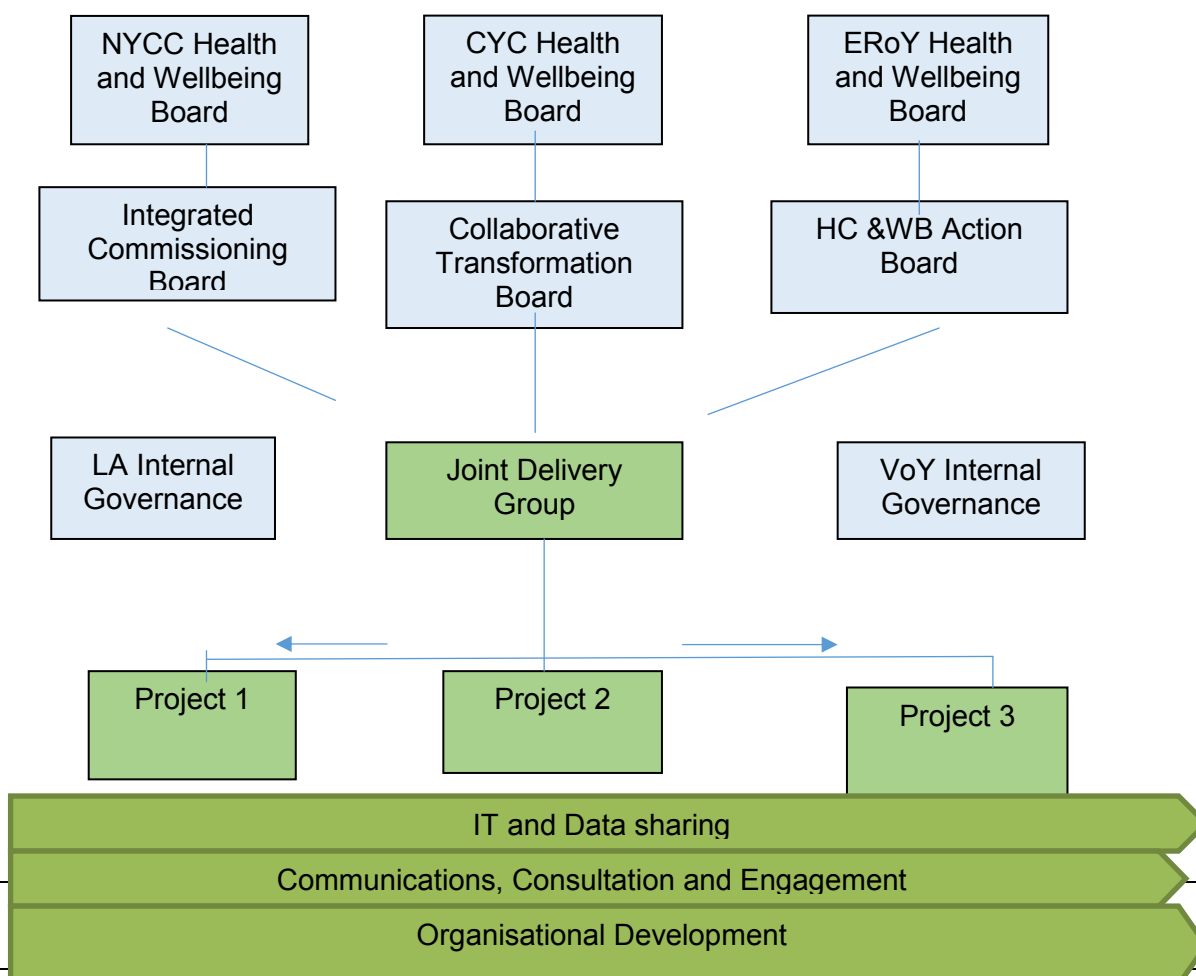 NYCC Health
and Wellbeing
Board
CYC Health
and Wellbeing
Board
ERoY Health
and Wellbeing
Board
Integrated
Commissioning
Board
Collaborative
Transformation
Board
HC &WB Action
Board
LA Internal
Governance
Joint Delivery
Group
VoY Internal
Governance
Project 1
Project 2
Project 3
IT and Data sharing
Communications, Consultation and Engagement
Organisational Development